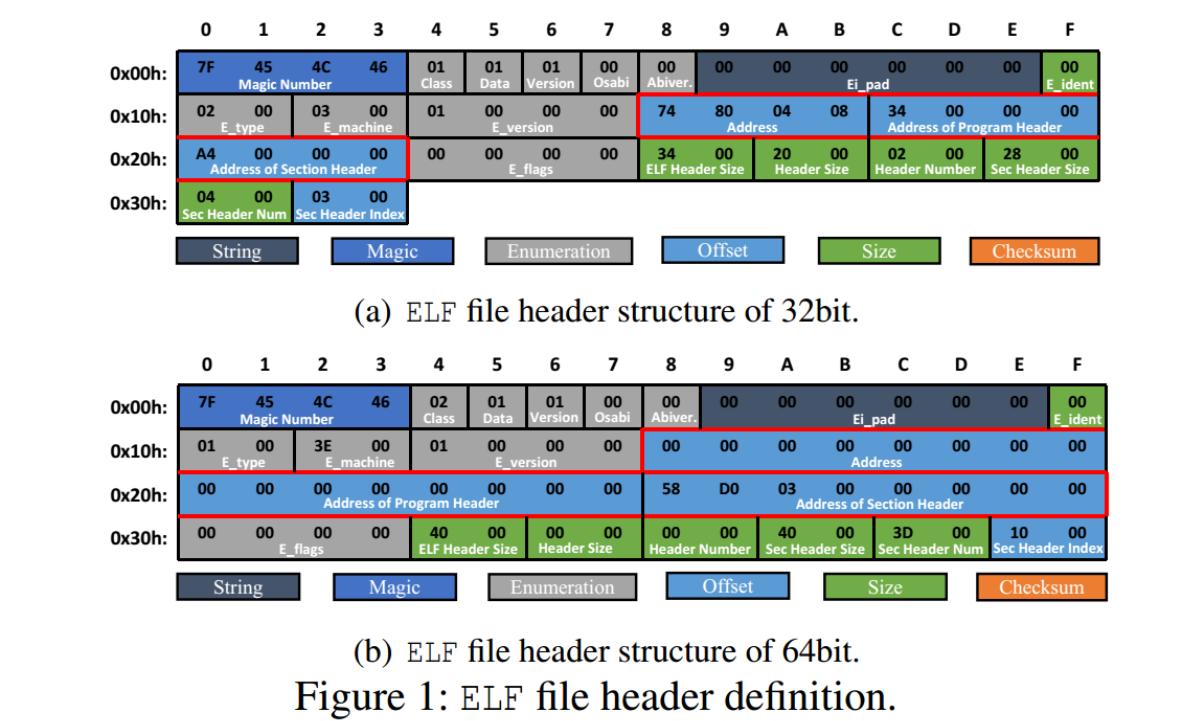 0 1 2 3 4 5 6 7 8 9 A B C D E F
0x00h: 7F 45 4C 46 01 01 01 00 00 00 00 00 00 00 00 00
Magic Number Class Data Version Osabi Abiver. Ei_pad E_ident
0x10h: 02 00 03 00 01 00 00 00 74 80 04 08 34 00 00 00
E_type E_machine E_version Address Address of Program Header
0x20h: A4 00 00 00 00 00 00 00 34 00 20 00 02 00 28 00
Address of Section Header E_flags ELF Header Size Header Size Header Number Sec Header Size
0x30h: 04 00 03 00
Sec Header Num Sec Header Index
String Magic Enumeration Offset Size Checksum
(a) ELF file header structure of 32bit.
0 1 2 3 4 5 6 7 8 9 A B C D E F
0x00h: 7F 45 4C 46 02 01 01 00 00 00 00 00 00 00 00 00
Magic Number Class Data Version Osabi Abiver. Ei_pad E_ident
0x10h: 01 00 3E 00 01 00 00 00 00 00 00 00 00 00 00 00
E_type E_machine E_version Address
0x20h: 00 00 00 00 00 00 00 00 58 D0 03 00 00 00 00 00
Address of Program Header Address of Section Header
0x30h: 00 00 00 00 40 00 00 00 00 00 40 00 3D 00 10 00
E_flags ELF Header Size Header Size Header Number Sec Header Size Sec Header Num Sec Header Index
String Magic Enumeration Offset Size Checksum
(b) ELF file header structure of 64bit.
Figure 1: ELF file header definition.